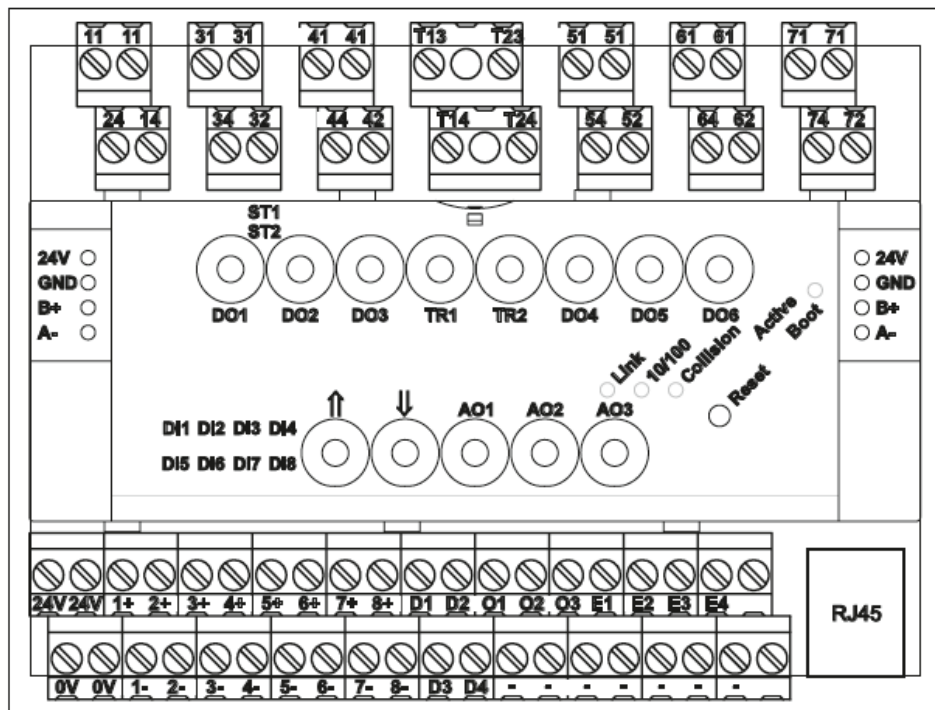 11 11 31 31 41 41 T13 T23 51 51 61 61 71 71
24 14 34 32 44 42 T14 T24 54 52 64 62 74 72
ST1
ST2
24V
GND
B+
A-
DO1 DO2 DO3 TR1 TR2 DO4 DO5 DO6
24V
GND
B+
A-
Link
10/100
Collision
Active
Boot
Reset
⇑ ⇓ AO1 AO2 AO3
DI1 DI2 DI3 DI4
DI5 DI6 DI7 DI8
24V 24V 1+ 2+ 3+ 4+ 5+ 6+ 7+ 8+ D1 D2 O1 O2 O3 E1 E2 E3 E4
RJ45
0V 0V 1- 2- 3- 4- 5- 6- 7- 8- D3 D4 - - - - - - -